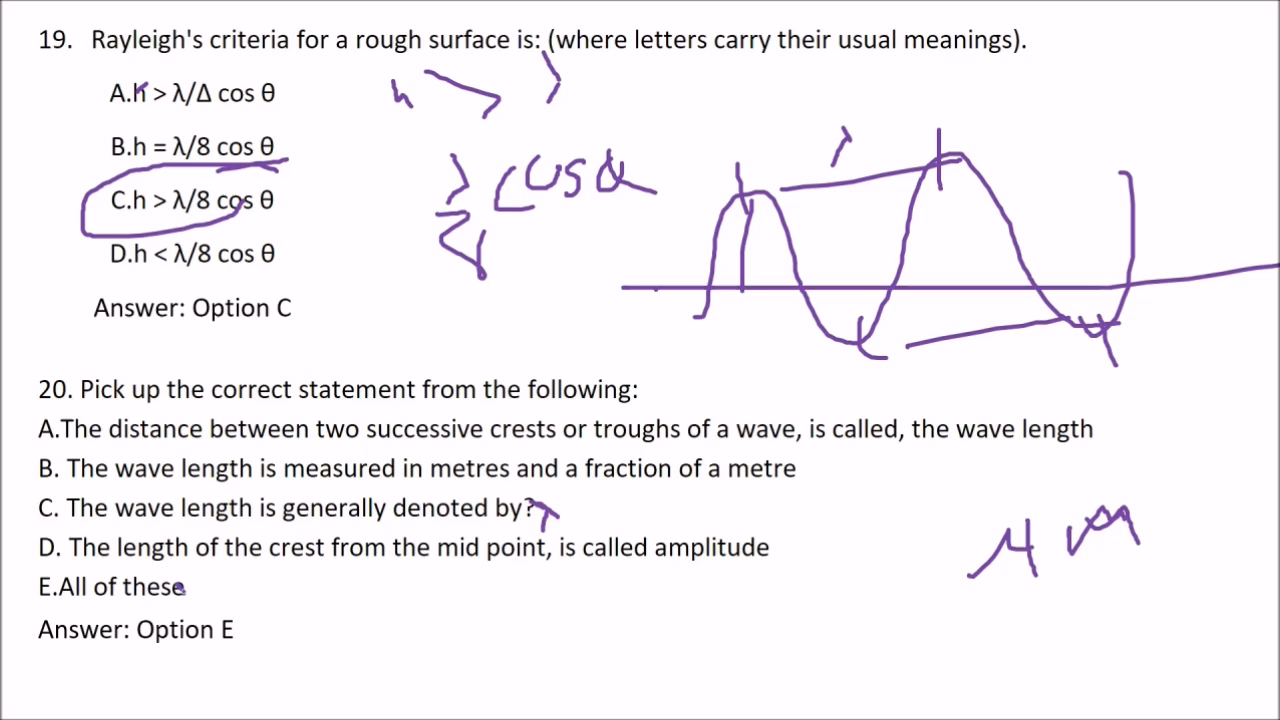 19. Rayleigh's criteria for a rough surface is: (where letters carry their usual meanings).
A.h > λ/Δ cos θ
B.h = λ/8 cos θ
C.h > λ/8 cos θ
D.h < λ/8 cos θ
Answer: Option C
h > λ
λ cos α
λ
20. Pick up the correct statement from the following:
A.The distance between two successive crests or troughs of a wave, is called, the wave length
B. The wave length is measured in metres and a fraction of a metre
C. The wave length is generally denoted by? λ
D. The length of the crest from the mid point, is called amplitude
μm
E.All of these
Answer: Option E